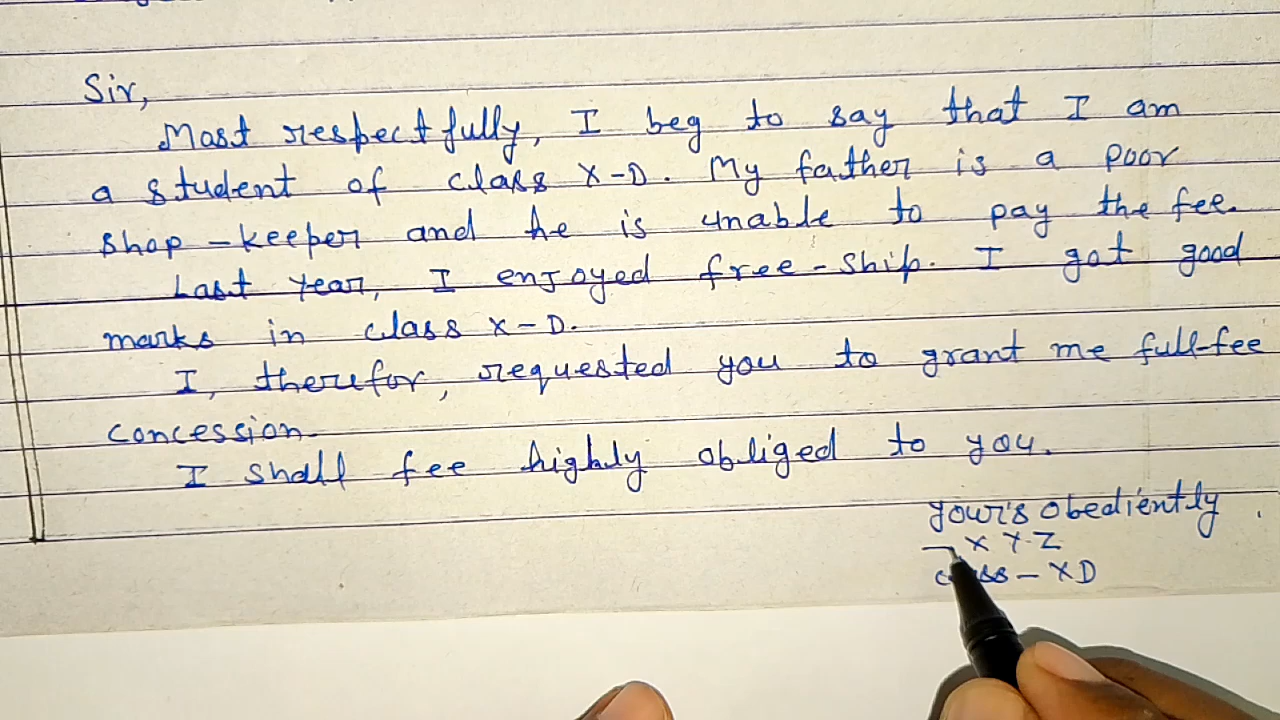 Sir,
Most respectfully, I beg to say that I am
a student of class X-D. My father is a poor
shop-keeper and he is unable to pay the fee.
Last year, I enjoyed free-ship. I got good
marks in class X-D.
I, therefor, requested you to grant me full-fee
concession.
I shall fee highly obliged to you.
Your's obediently.
X Y Z
class - XD